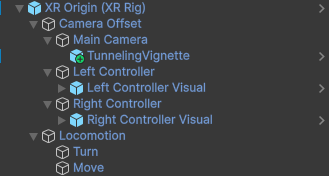 XR Origin (XR Rig)
Camera Offset
Main Camera
TunnelingVignette
Left Controller
Left Controller Visual
Right Controller
Right Controller Visual
Locomotion
Turn
Move